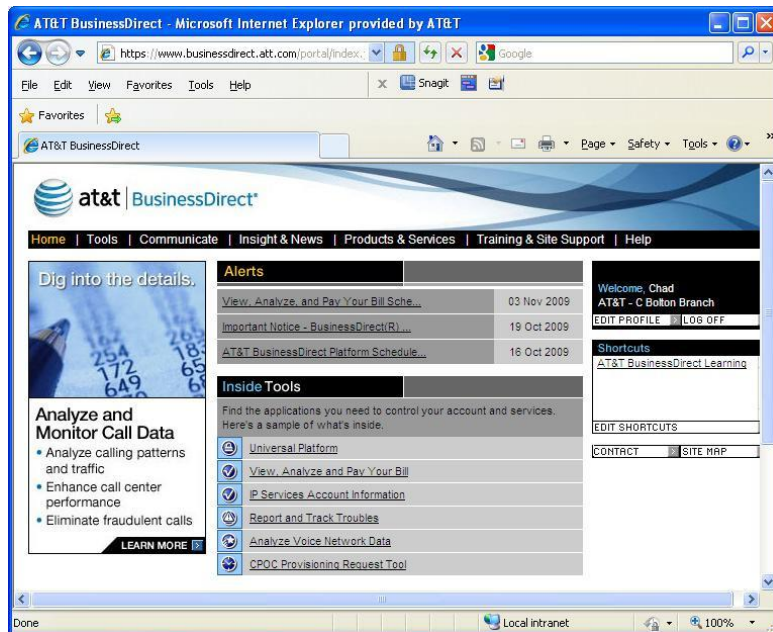 AT&T BusinessDirect - Microsoft Internet Explorer provided by AT&T
https://www.businessdirect.att.com/portal/index.
Google
File Edit View Favorites Tools Help
x Snagit
Favorites
AT&T BusinessDirect
Page Safety Tools »
at&t BusinessDirect®
Home | Tools | Communicate | Insight & News | Products & Services | Training & Site Support | Help
Dig into the details.
254
172
649
183
65
64
Analyze and
Monitor Call Data
• Analyze calling patterns
and traffic
• Enhance call center
performance
• Eliminate fraudulent calls
LEARN MORE
Alerts
View, Analyze, and Pay Your Bill Sche... 03 Nov 2009
Important Notice - BusinessDirect(R) ... 19 Oct 2009
AT&T BusinessDirect Platform Schedule... 16 Oct 2009
Inside Tools
Find the applications you need to control your account and services.
Here's a sample of what's inside.
Universal Platform
View, Analyze and Pay Your Bill
IP Services Account Information
Report and Track Troubles
Analyze Voice Network Data
CPOC Provisioning Request Tool
Welcome, Chad
AT&T - C Bolton Branch
EDIT PROFILE LOG OFF
Shortcuts
AT&T BusinessDirect Learning
EDIT SHORTCUTS
CONTACT SITE MAP
Done Local intranet 100%